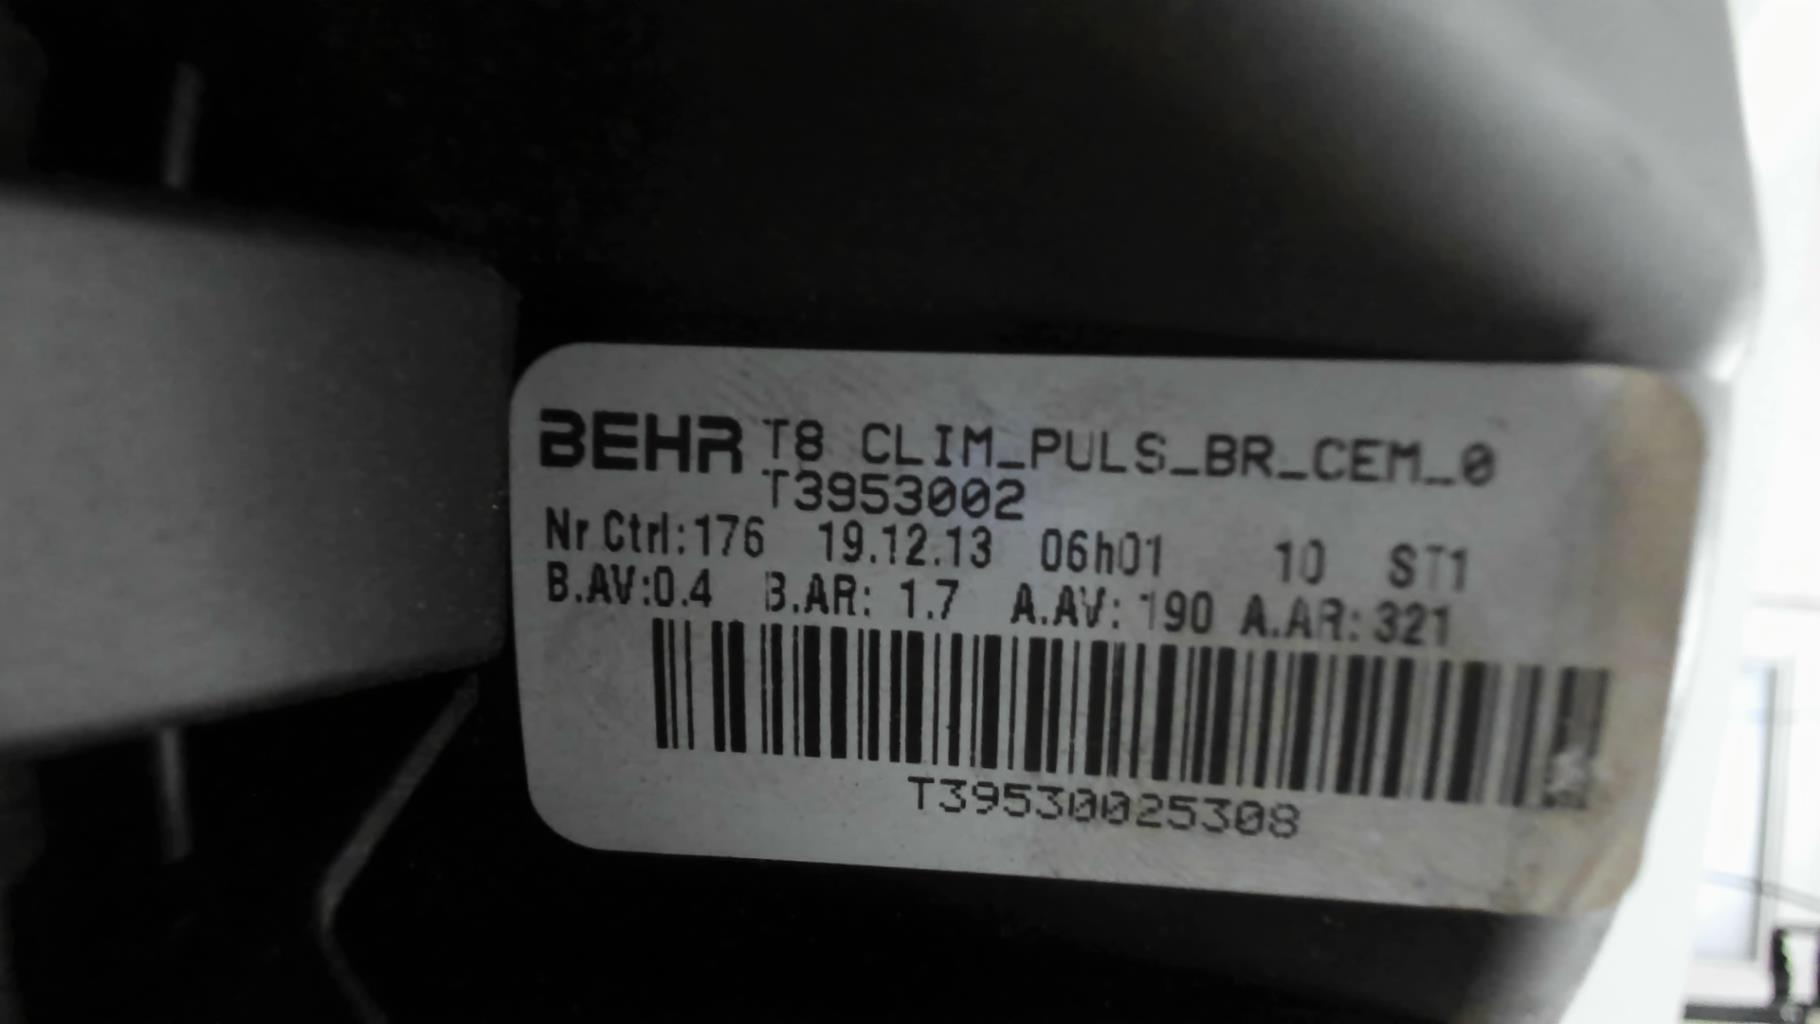 BEHR T8 CLIM_PULS_BR_CEM_0
T3953002
Nr.Ctrl:176 19.12.13 06h01 10 ST1
B.AV:0.4 B.AR: 1.7 A.AV: 190 A.AR: 321
T39530025308